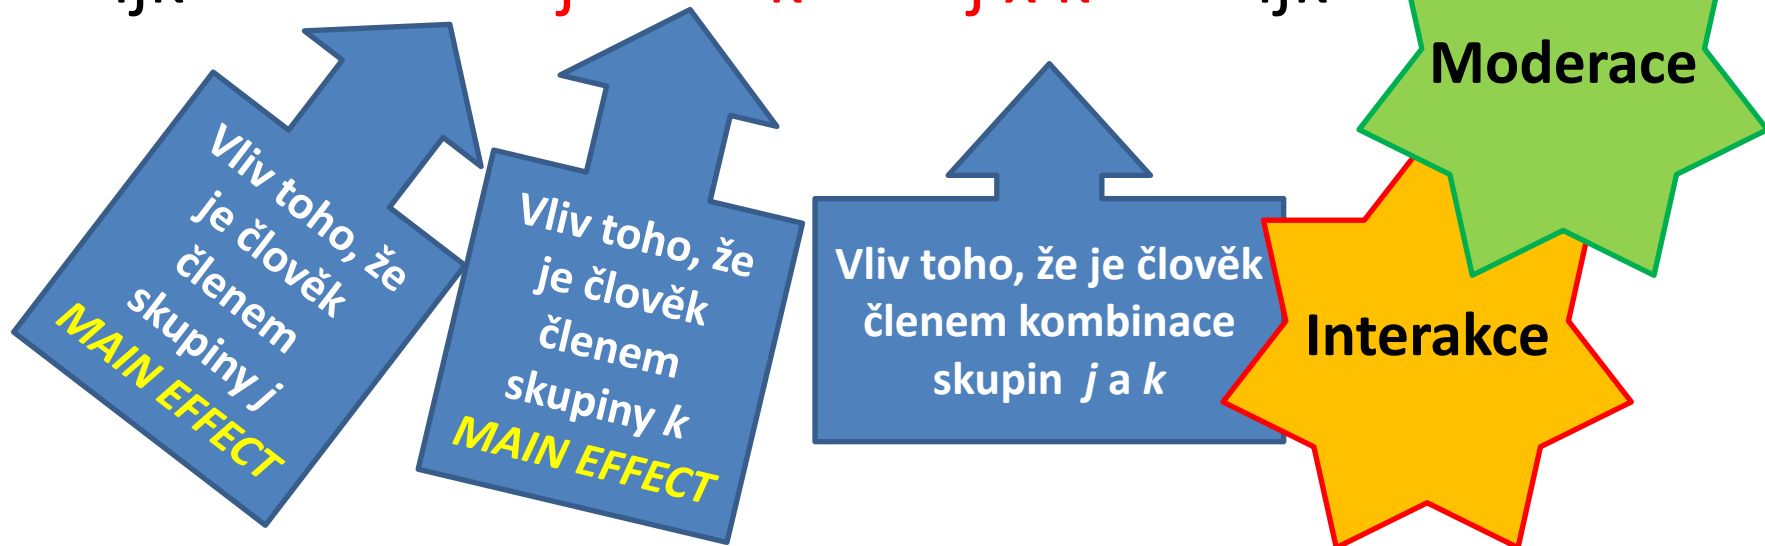 Moderace
Vliv toho, že
je člověk
členem
skupiny j
MAIN EFFECT
Vliv toho, že
je člověk
členem
skupiny k
MAIN EFFECT
Vliv toho, že je člověk
členem kombinace
skupin j a k
Interakce